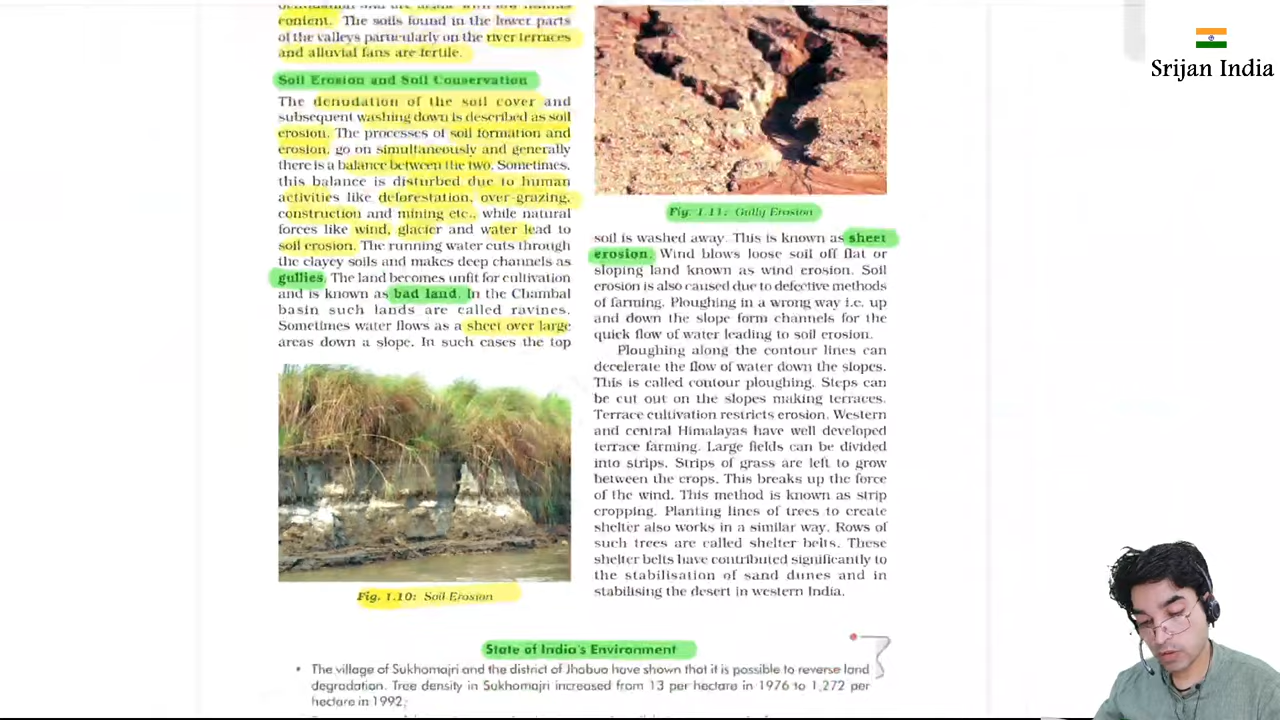 content. The soils found in the lower parts
of the valleys particularly on the river terraces
and alluvial fans are fertile.
Soil Erosion and Soil Conservation
The denudation of the soil cover and
subsequent washing down is described as soil
erosion. The processes of soil formation and
erosion, go on simultaneously and generally
there is a balance between the two. Sometimes,
this balance is disturbed due to human
activities like deforestation, over-grazing,
construction and mining etc., while natural
forces like wind, glacier and water lead to
soil erosion. The running water cuts through
the clayey soils and makes deep channels as
gullies. The land becomes unfit for cultivation
and is known as bad land. In the Chambal
basin such lands are called ravines.
Sometimes water flows as a sheet over large
areas down a slope. In such cases the top
Fig. 1.10: Soil Erosion
Fig. 1.11: Gully Erosion
soil is washed away. This is known as sheet
erosion. Wind blows loose soil off flat or
sloping land known as wind erosion. Soil
erosion is also caused due to defective methods
of farming. Ploughing in a wrong way i.e. up
and down the slope form channels for the
quick flow of water leading to soil erosion.
Ploughing along the contour lines can
decelerate the flow of water down the slopes.
This is called contour ploughing. Steps can
be cut out on the slopes making terraces.
Terrace cultivation restricts erosion. Western
and central Himalayas have well developed
terrace farming. Large fields can be divided
into strips. Strips of grass are left to grow
between the crops. This breaks up the force
of the wind. This method is known as strip
cropping. Planting lines of trees to create
shelter also works in a similar way. Rows of
such trees are called shelter belts. These
shelter belts have contributed significantly to
the stabilisation of sand dunes and in
stabilising the desert in western India.
State of India's Environment
• The village of Sukhomajri and the district of Jhabua have shown that it is possible to reverse land
degradation. Tree density in Sukhomajri increased from 13 per hectare in 1976 to 1,272 per
hectare in 1992;
Srijan India